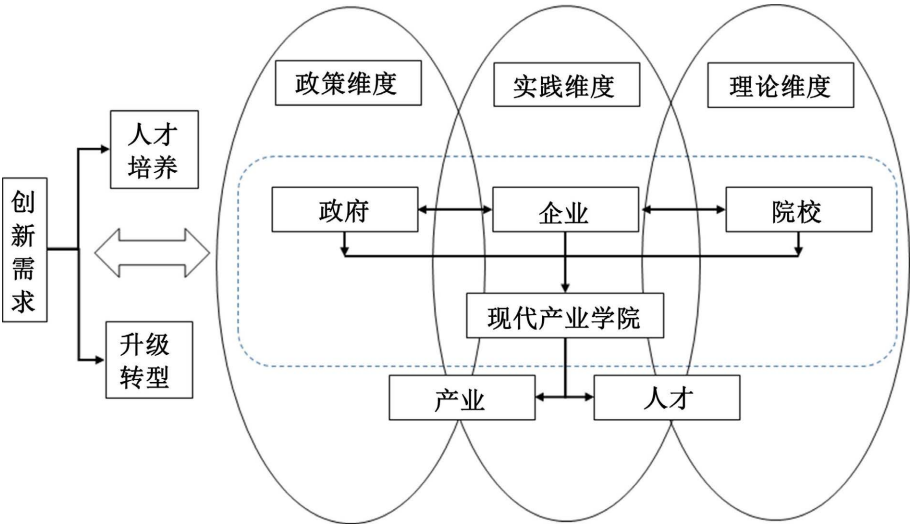 政策维度
实践维度
理论维度
人才
培养
创
新
需
求
政府
企业
院校
现代产业学院
升级
转型
产业
人才